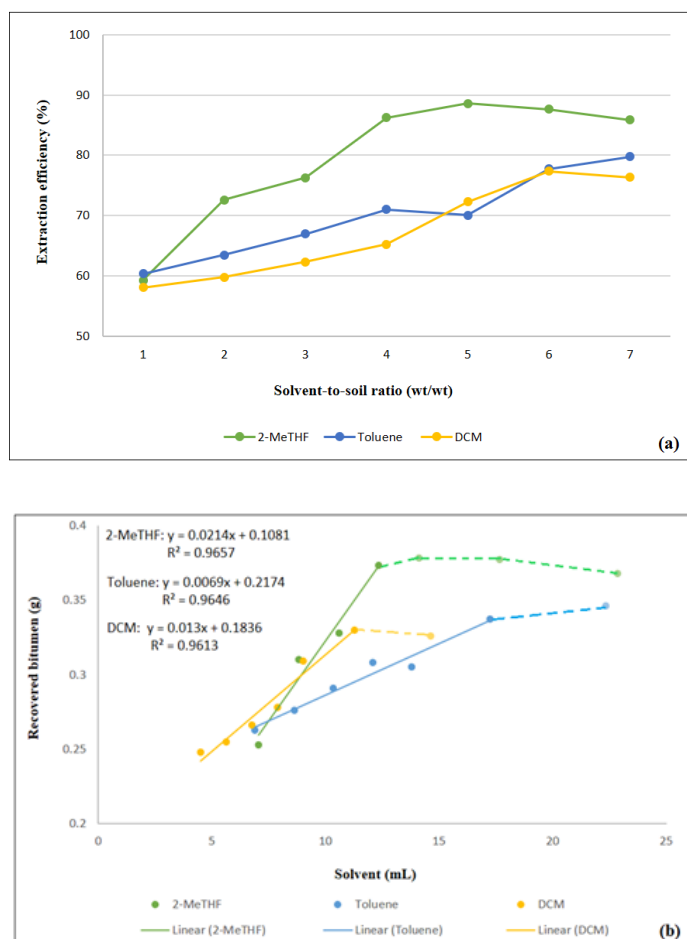 100
90
80
70
60
50
Extraction efficiency (%)
1 2 3 4 5 6 7
Solvent-to-soil ratio (wt/wt)
2-MeTHF Toluene DCM
(a)
0.4
0.35
0.3
0.25
0.2
Recovered bitumen (g)
2-MeTHF: y = 0.0214x + 0.1081
R² = 0.9657
Toluene: y = 0.0069x + 0.2174
R² = 0.9646
DCM: y = 0.013x + 0.1836
R² = 0.9613
0 5 10 15 20 25
Solvent (mL)
2-MeTHF Toluene DCM
Linear (2-MeTHF) Linear (Toluene) Linear (DCM)
(b)